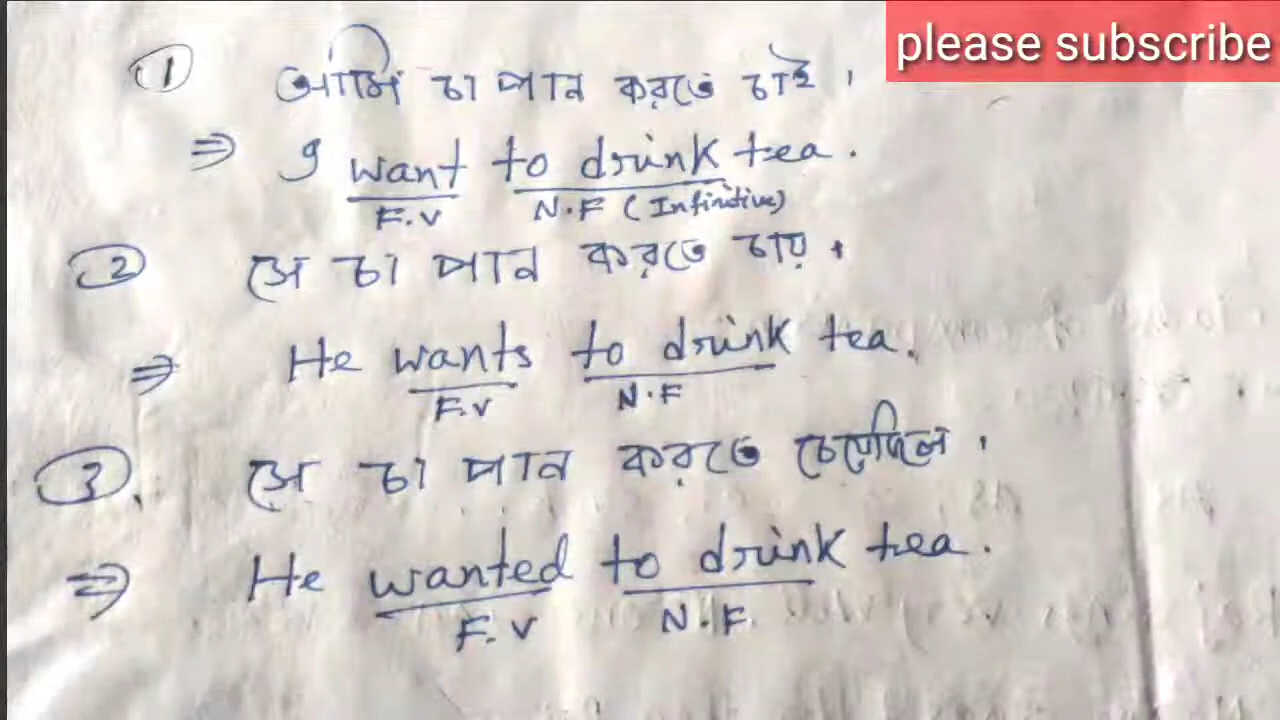 please subscribe
① আমি চা পান করতে চাই।
⇒ I want to drink tea.
F.V N.F (Infinitive)
② সে চা পান করতে চায়।
⇒ He wants to drink tea.
F.V N.F
③ সে চা পান করতে চেয়েছিল।
⇒ He wanted to drink tea.
F.V N.F.